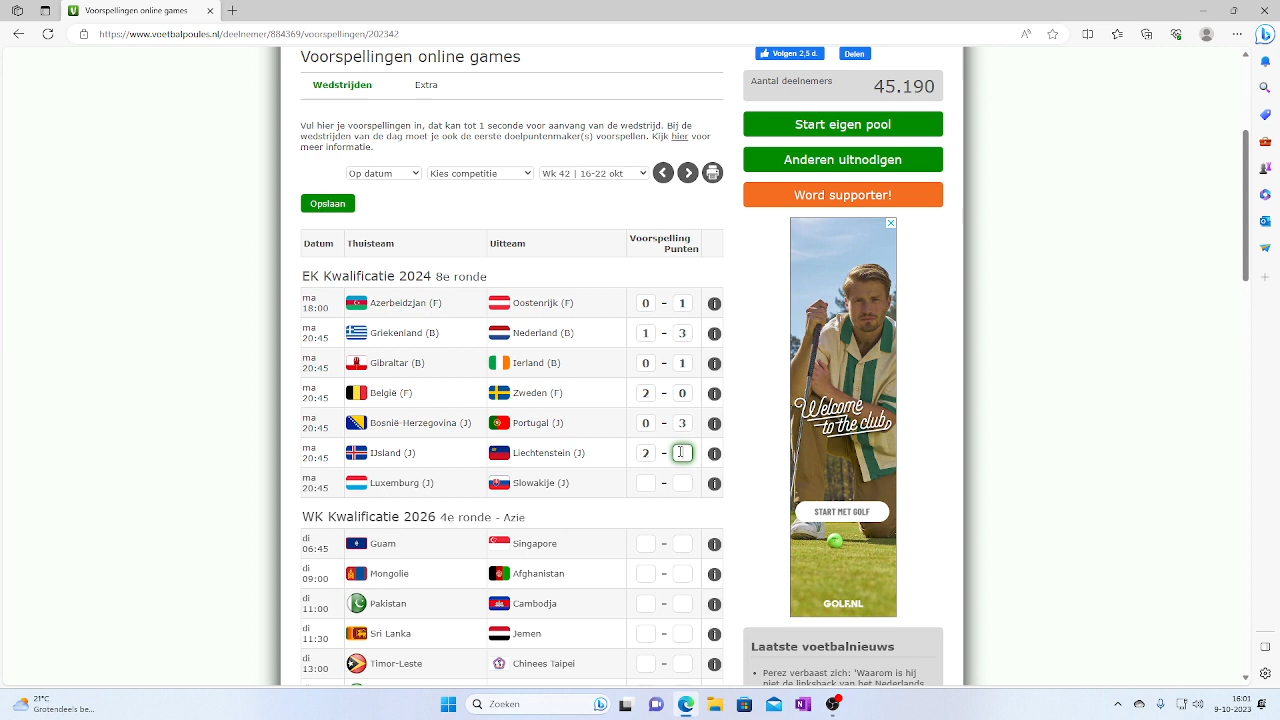 Voetbalpoules
https://www.voetbalpoules.nl/deelnemer/884369/voorspellingen/202342
Voorspellingen online games
Wedstrijden Extra
Vul hier je voorspellingen in, dat kan tot 1 seconde voor aanvang van de wedstrijd. Bij de
wedstrijden van de dag moet je ook de eerste doelpuntenmaker(s) voorspellen. Kijk hier voor
meer informatie.
Op datum Kies competitie Wk 42 | 16-22 okt
Opslaan
Datum Thuisteam Uitteam Voorspelling
Punten
EK Kwalificatie 2024 8e ronde
ma
18:00 Azerbeidzjan (F) Oostenrijk (F) 0 - 1
ma
20:45 Griekenland (B) Nederland (B) 1 - 3
ma
20:45 Gibraltar (B) Ierland (B) 0 - 1
ma
20:45 België (F) Zweden (F) 2 - 0
ma
20:45 Bosnië-Herzegovina (J) Portugal (J) 0 - 3
ma
20:45 IJsland (J) Liechtenstein (J) 2 -
ma
20:45 Luxemburg (J) Slowakije (J) -
WK Kwalificatie 2026 4e ronde - Azie
di
06:45 Guam Singapore -
di
09:00 Mongolië Afghanistan -
di
11:00 Pakistan Cambodja -
di
11:30 Sri Lanka Jemen -
di
13:00 Timor-Leste Chinees Taipei -
di
Volgen 2,5 d. Delen
Aantal deelnemers 45.190
Start eigen pool
Anderen uitnodigen
Word supporter!
Welcome
to the club
START MET GOLF
GOLF.NL
Laatste voetbalnieuws
• Perez verbaast zich: 'Waarom is hij
niet de linksback van het Nederlands
21°C
Grotendeels be...
Zoeken
16:01
9-10-2023